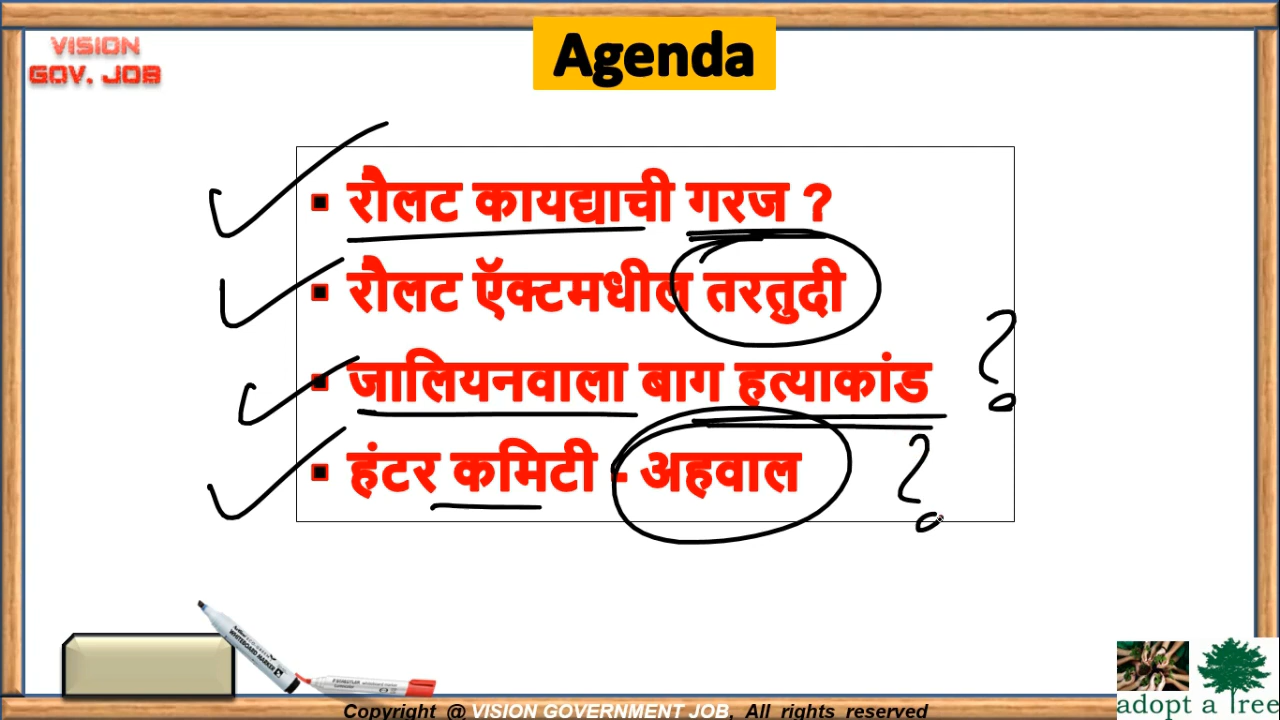 VISION
GOV. JOB
Agenda
▪ रौलट कायद्याची गरज ?
▪ रौलट ऍक्टमधील तरतुदी
▪ जालियनवाला बाग हत्याकांड
?
▪ हंटर कमिटी - अहवाल
?
adopt a Tree
Copyright @ VISION GOVERNMENT JOB, All rights reserved